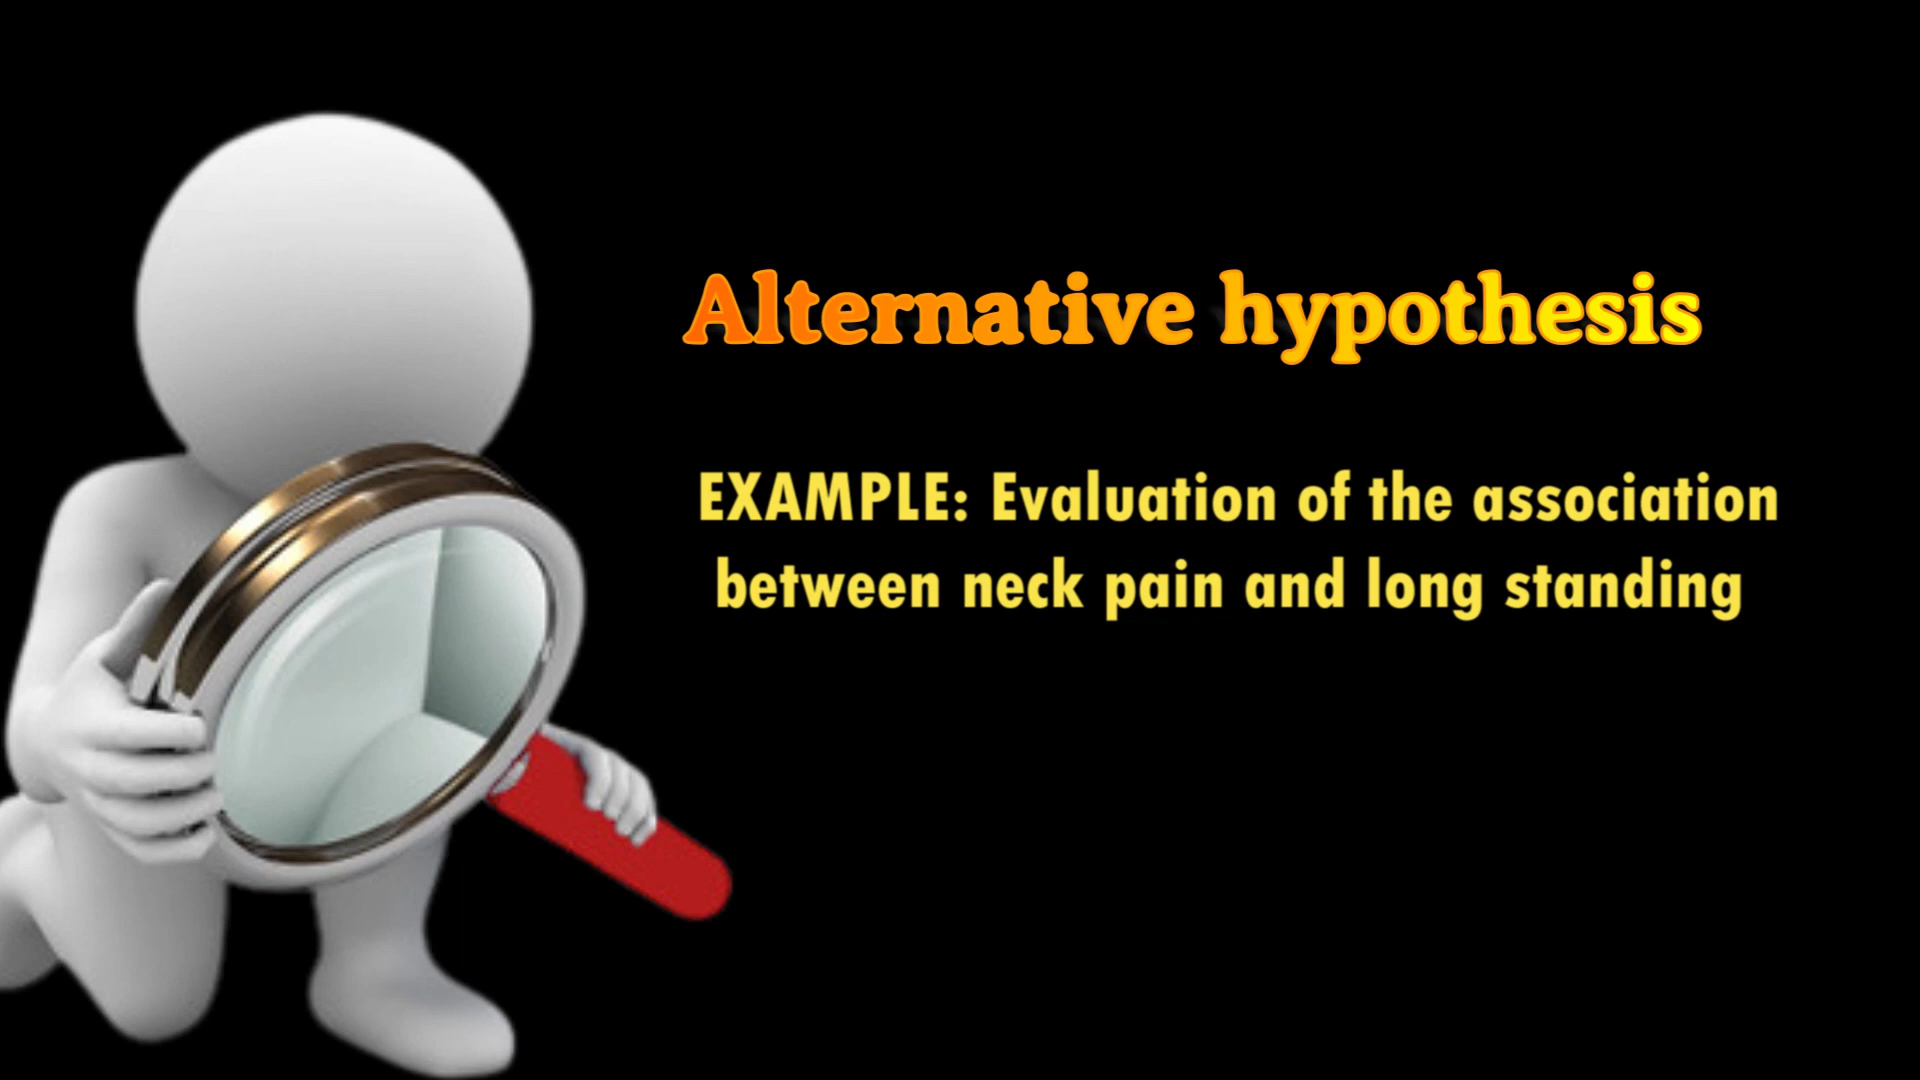 Alternative hypothesis
EXAMPLE: Evaluation of the association
between neck pain and long standing